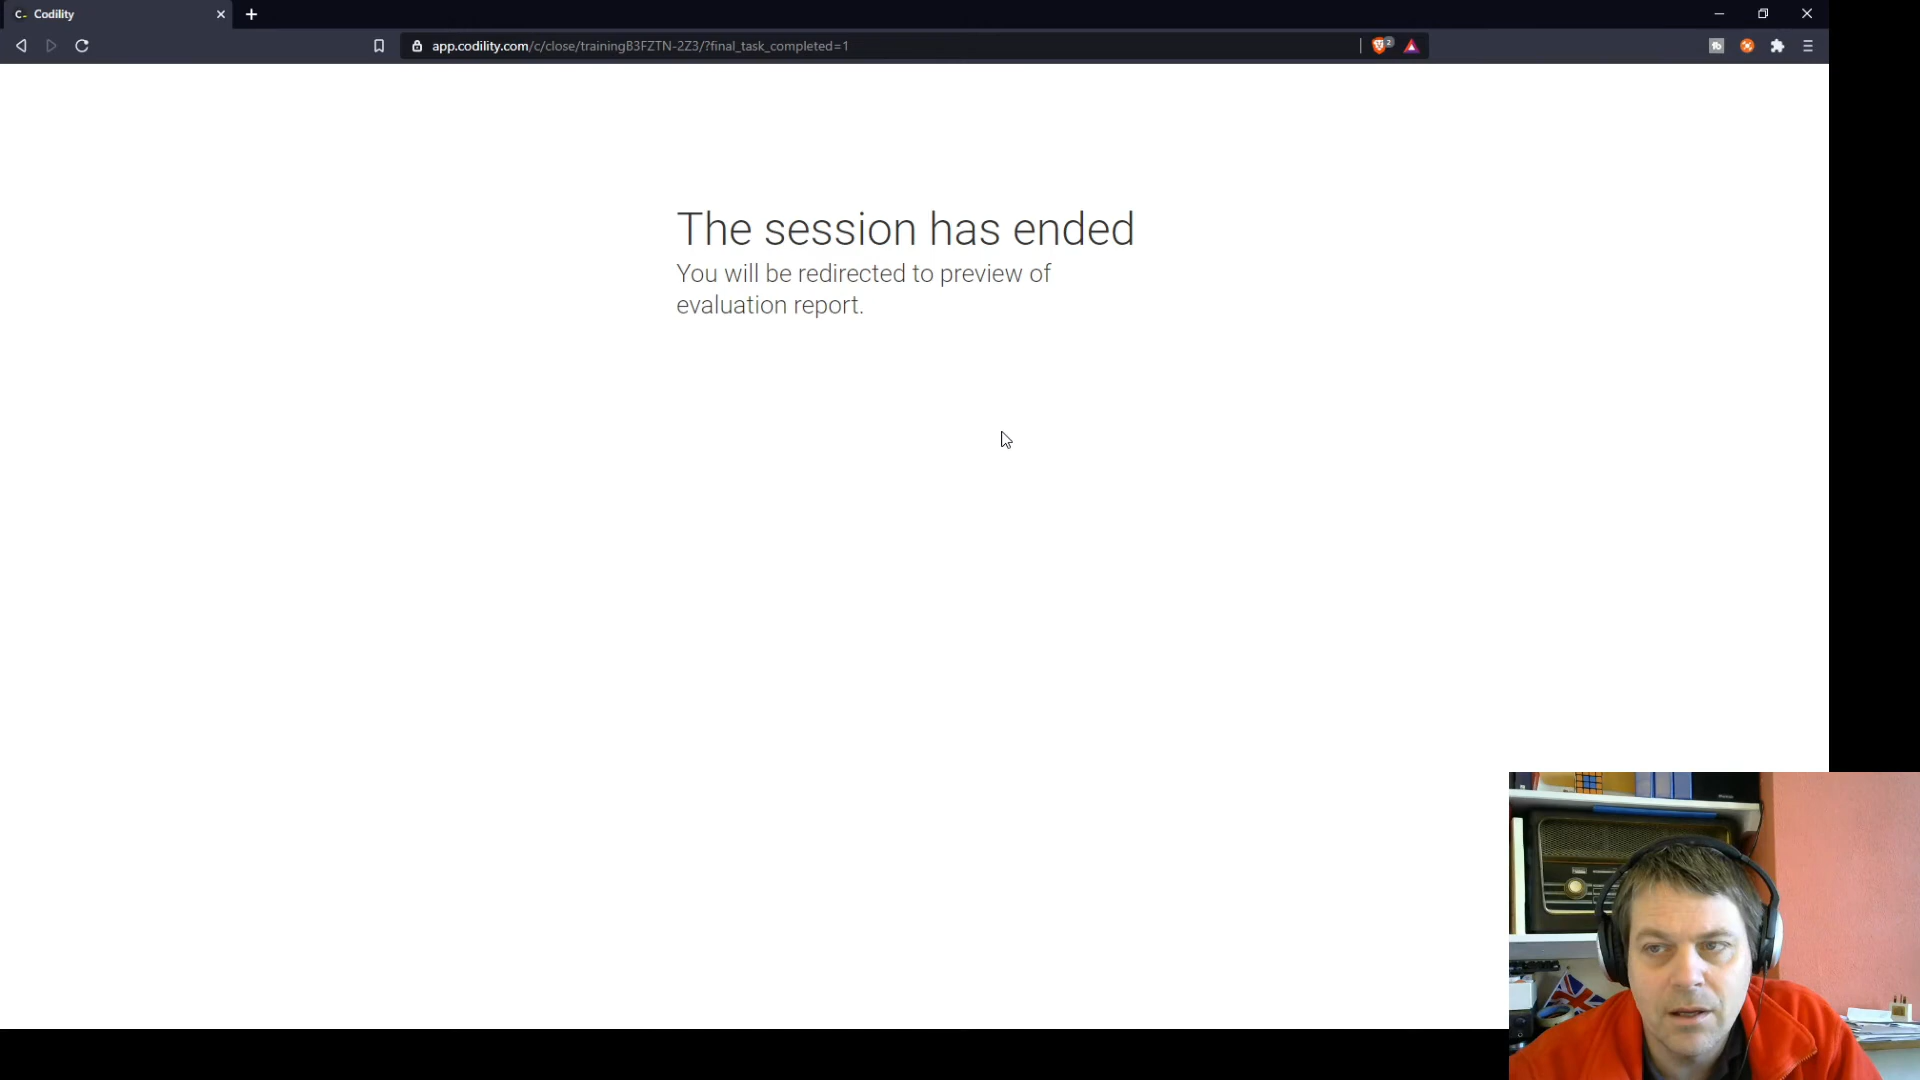 Codility
app.codility.com/c/close/trainingB3FZTN-2Z3/?final_task_completed=1
2
The session has ended
You will be redirected to preview of
evaluation report.